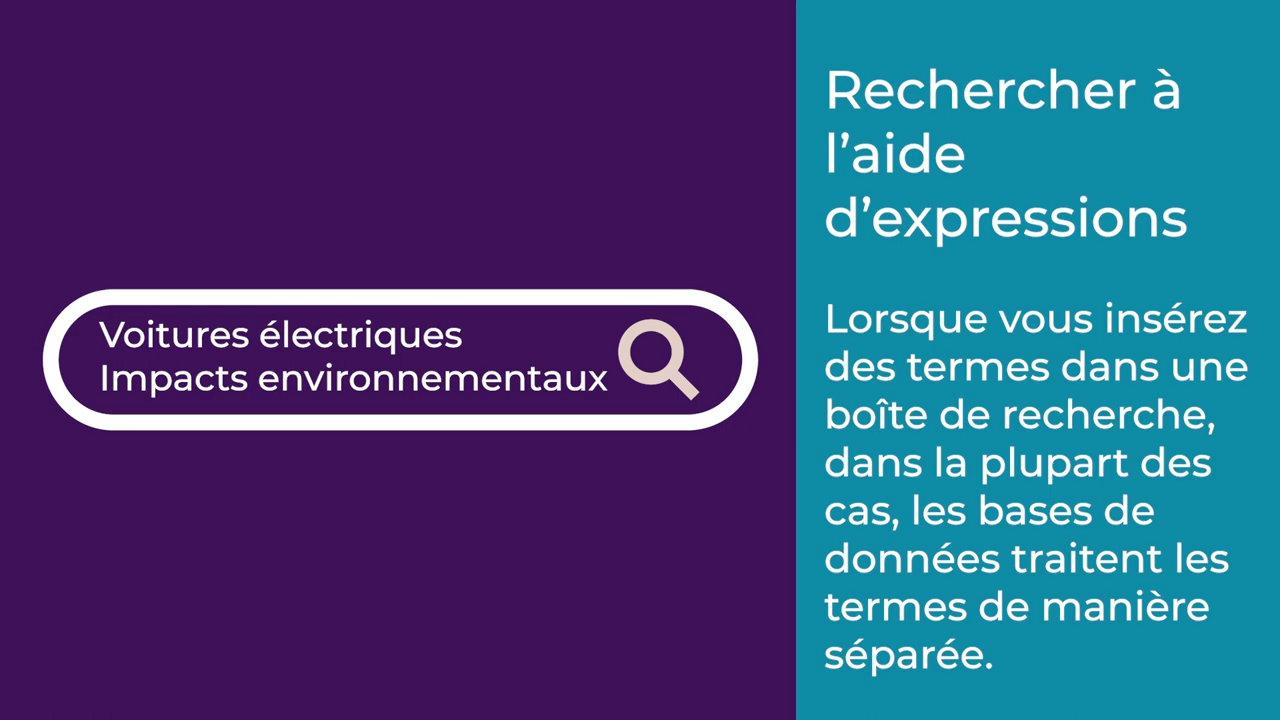 Voitures électriques
Impacts environnementaux
Rechercher à
l’aide
d’expressions
Lorsque vous insérez
des termes dans une
boîte de recherche,
dans la plupart des
cas, les bases de
données traitent les
termes de manière
séparée.